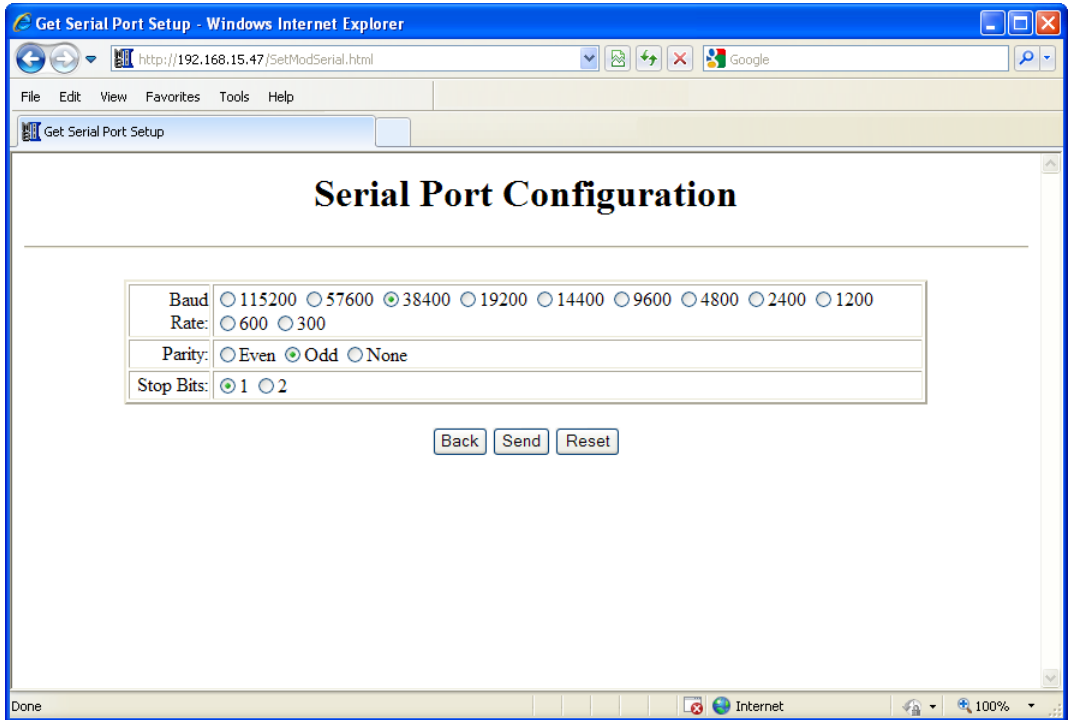 Get Serial Port Setup - Windows Internet Explorer
http://192.168.15.47/SetModSerial.html
Google
File Edit View Favorites Tools Help
Get Serial Port Setup
Serial Port Configuration
Baud Rate: 115200 57600 38400 19200 14400 9600 4800 2400 1200
600 300
Parity: Even Odd None
Stop Bits: 1 2
Back Send Reset
Done Internet 100%